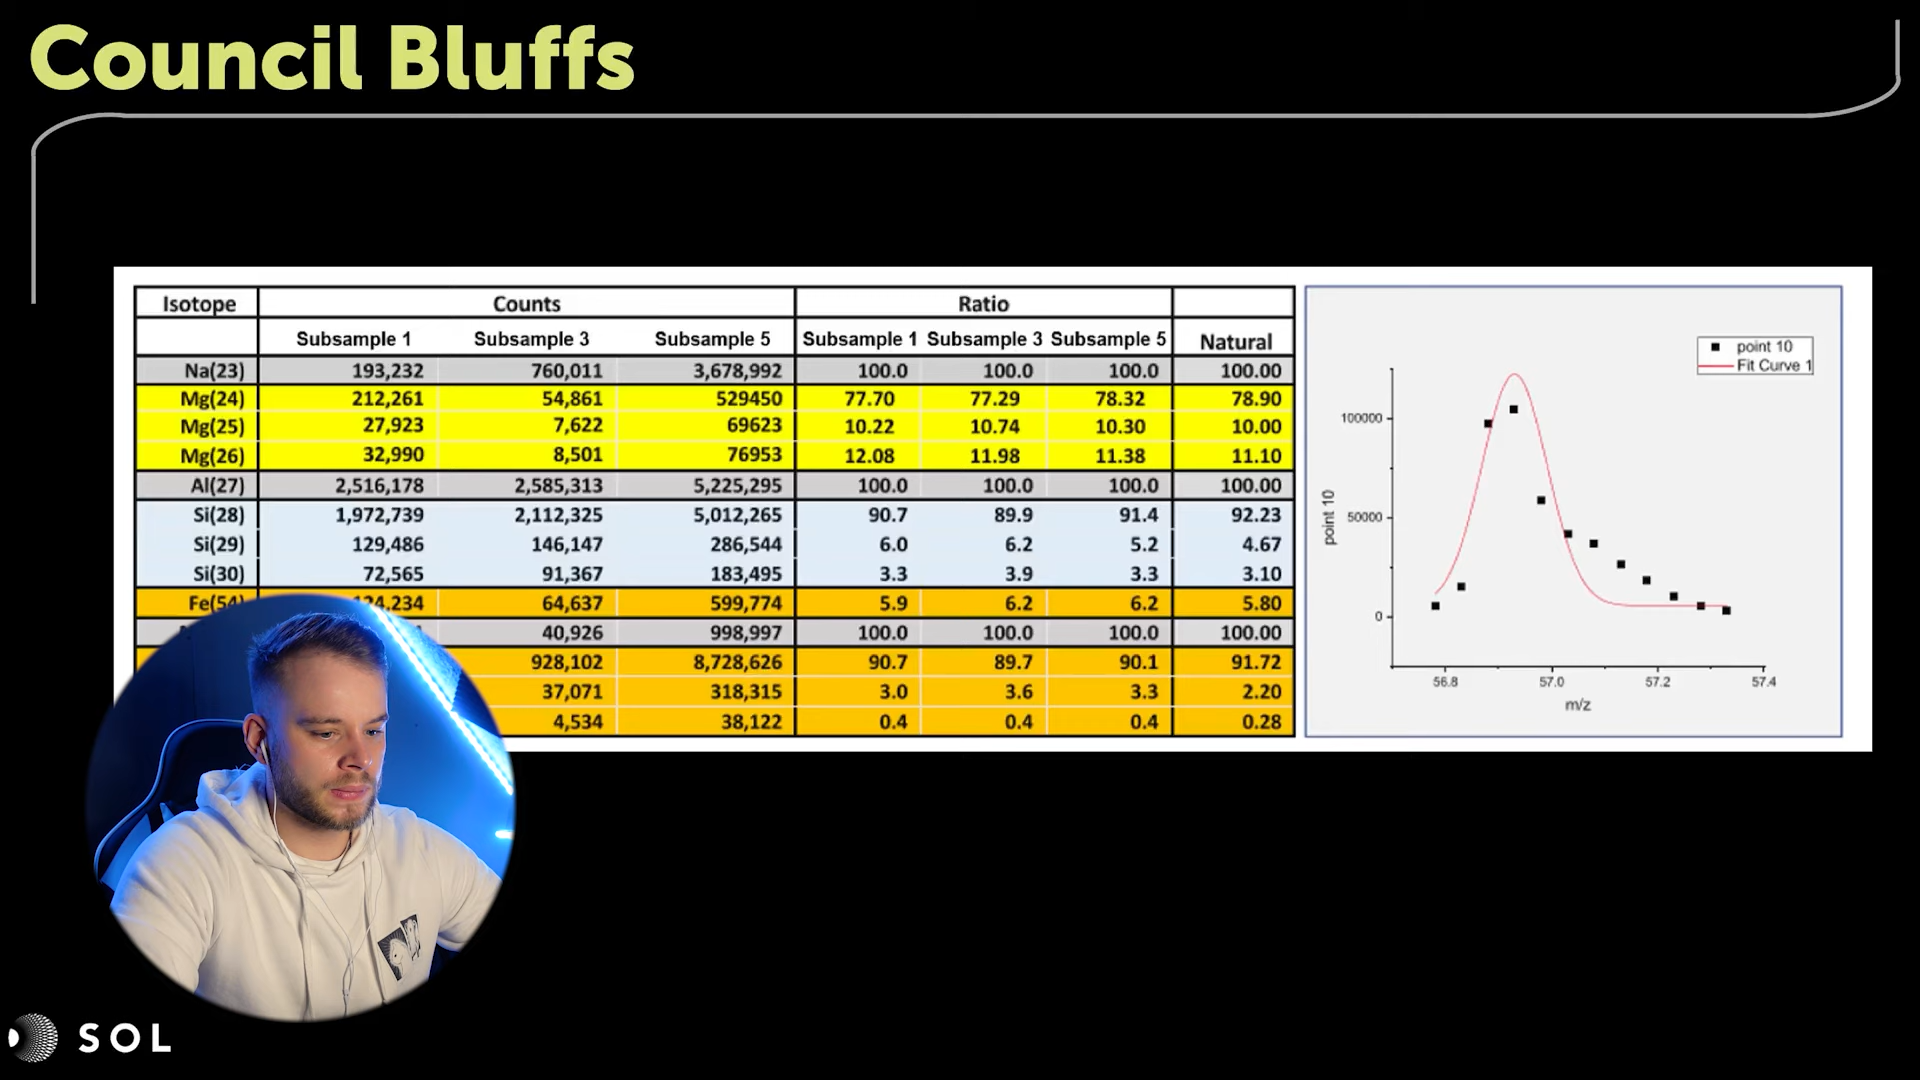 Council Bluffs
Isotope Counts Ratio
Subsample 1 Subsample 3 Subsample 5 Subsample 1 Subsample 3 Subsample 5 Natural
Na(23) 193,232 760,011 3,678,992 100.0 100.0 100.0 100.00
Mg(24) 212,261 54,861 529450 77.70 77.29 78.32 78.90
Mg(25) 27,923 7,622 69623 10.22 10.74 10.30 10.00
Mg(26) 32,990 8,501 76953 12.08 11.98 11.38 11.10
Al(27) 2,516,178 2,585,313 5,225,295 100.0 100.0 100.0 100.00
Si(28) 1,972,739 2,112,325 5,012,265 90.7 89.9 91.4 92.23
Si(29) 129,486 146,147 286,544 6.0 6.2 5.2 4.67
Si(30) 72,565 91,367 183,495 3.3 3.9 3.3 3.10
Fe(54) 64,637 599,774 5.9 6.2 6.2 5.80
40,926 998,997 100.0 100.0 100.0 100.00
928,102 8,728,626 90.7 89.7 90.1 91.72
37,071 318,315 3.0 3.6 3.3 2.20
4,534 38,122 0.4 0.4 0.4 0.28
point 10
Fit Curve 1
100000
50000
0
point 10
56.8 57.0 57.2 57.4
m/z
SOL